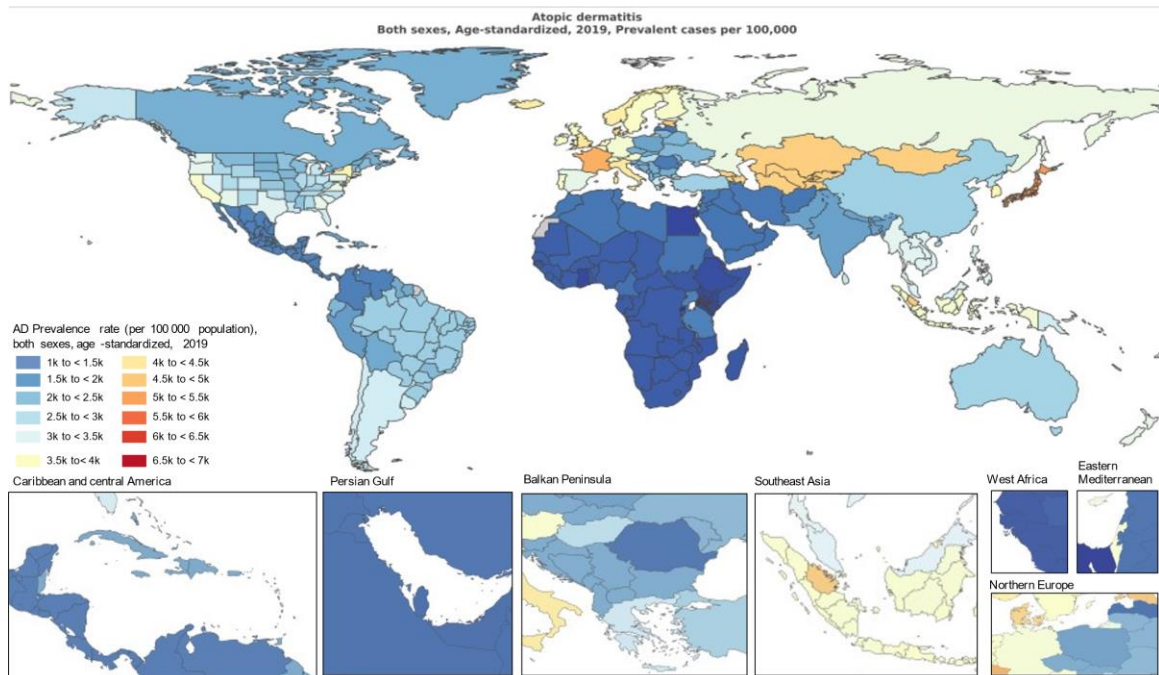 Atopic dermatitis
Both sexes, Age-standardized, 2019, Prevalent cases per 100,000
AD Prevalence rate (per 100 000 population),
both sexes, age -standardized, 2019
1k to < 1.5k
4k to < 4.5k
1.5k to < 2k
4.5k to < 5k
2k to < 2.5k
5k to < 5.5k
2.5k to < 3k
5.5k to < 6k
3k to < 3.5k
6k to < 6.5k
3.5k to< 4k
6.5k to < 7k
Caribbean and central America
Persian Gulf
Balkan Peninsula
Southeast Asia
West Africa
Eastern
Mediterranean
Northern Europe